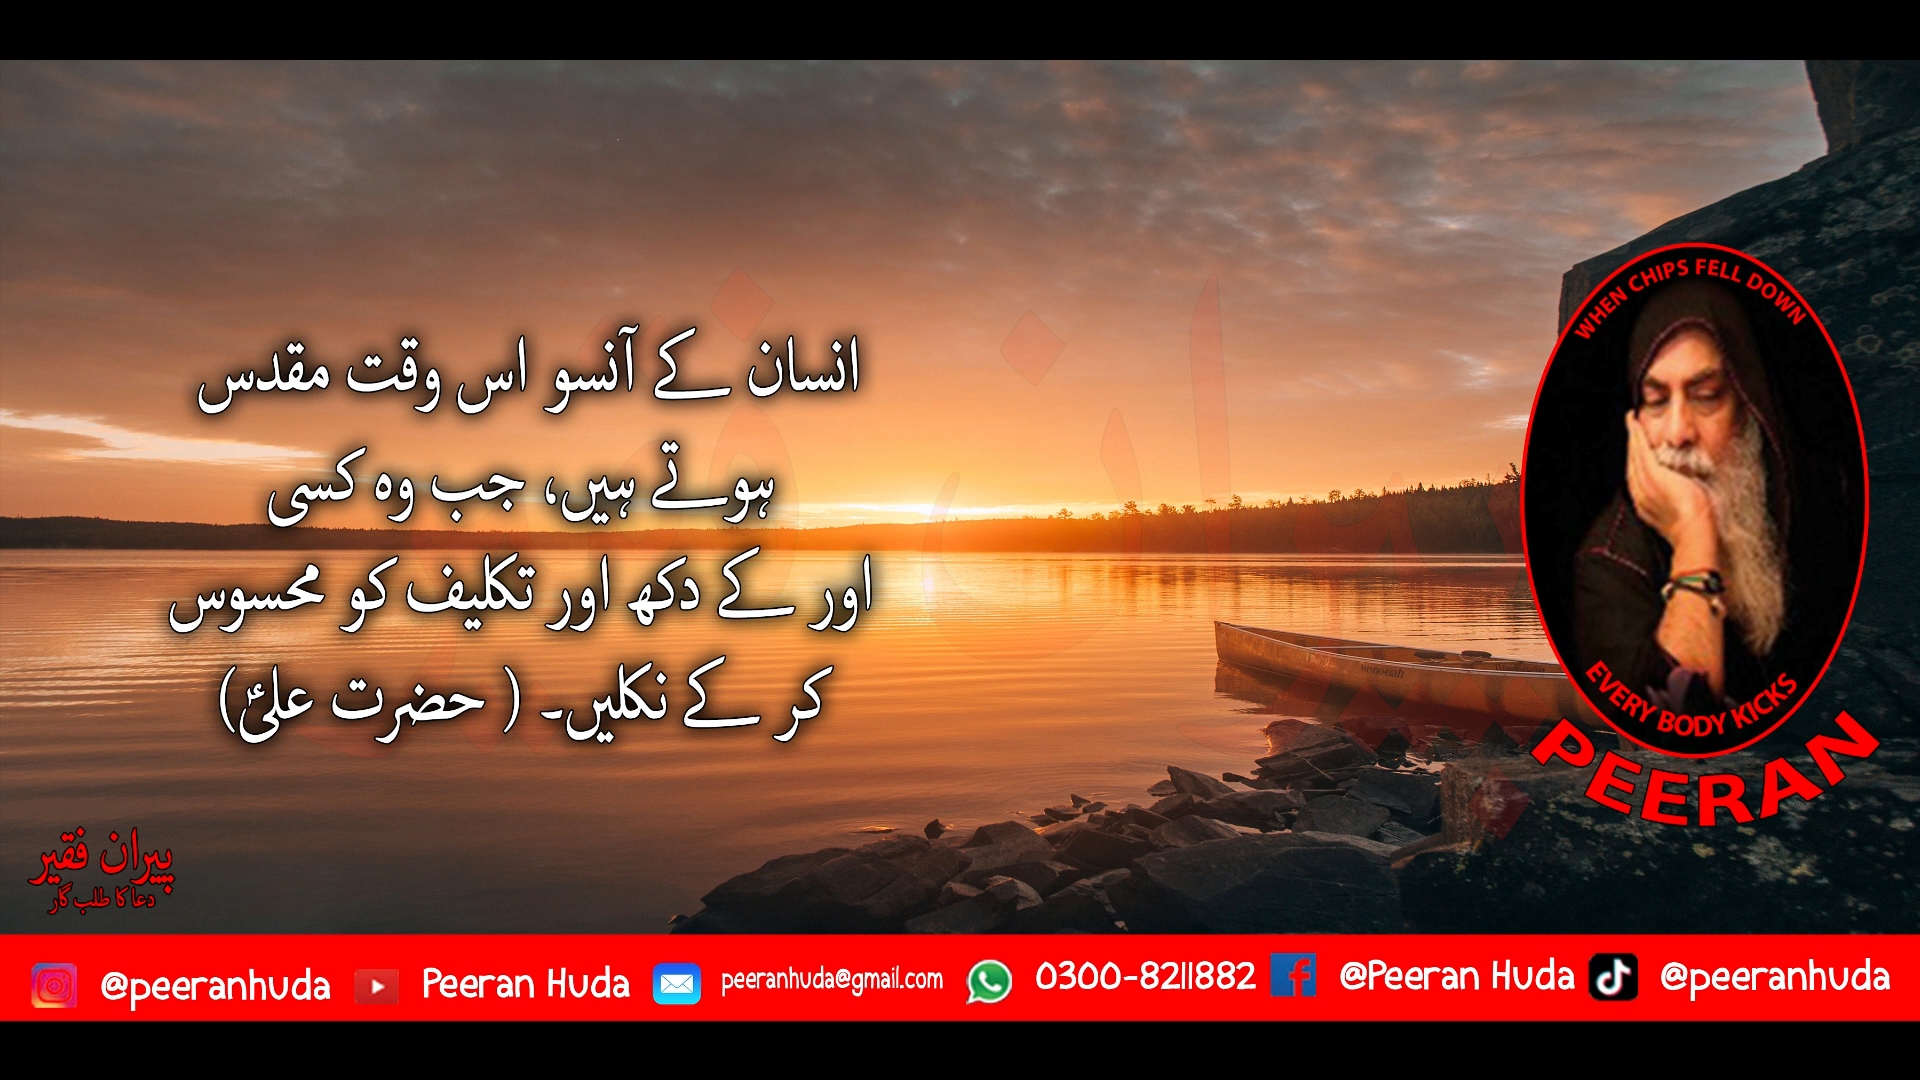 انسان کے آنسو اس وقت مقدس
ہوتے ہیں، جب وہ کسی
اور کے دکھ اور تکلیف کو محسوس
کر کے نکلیں۔ ( حضرت علیؑ)
WHEN CHIPS FELL DOWN
EVERY BODY KICKS
PEERAN
پیران فقیر
دعا کا طلب گار
@peeranhuda
Peeran Huda
peeranhuda@gmail.com
0300-8211882
@Peeran Huda
@peeranhuda